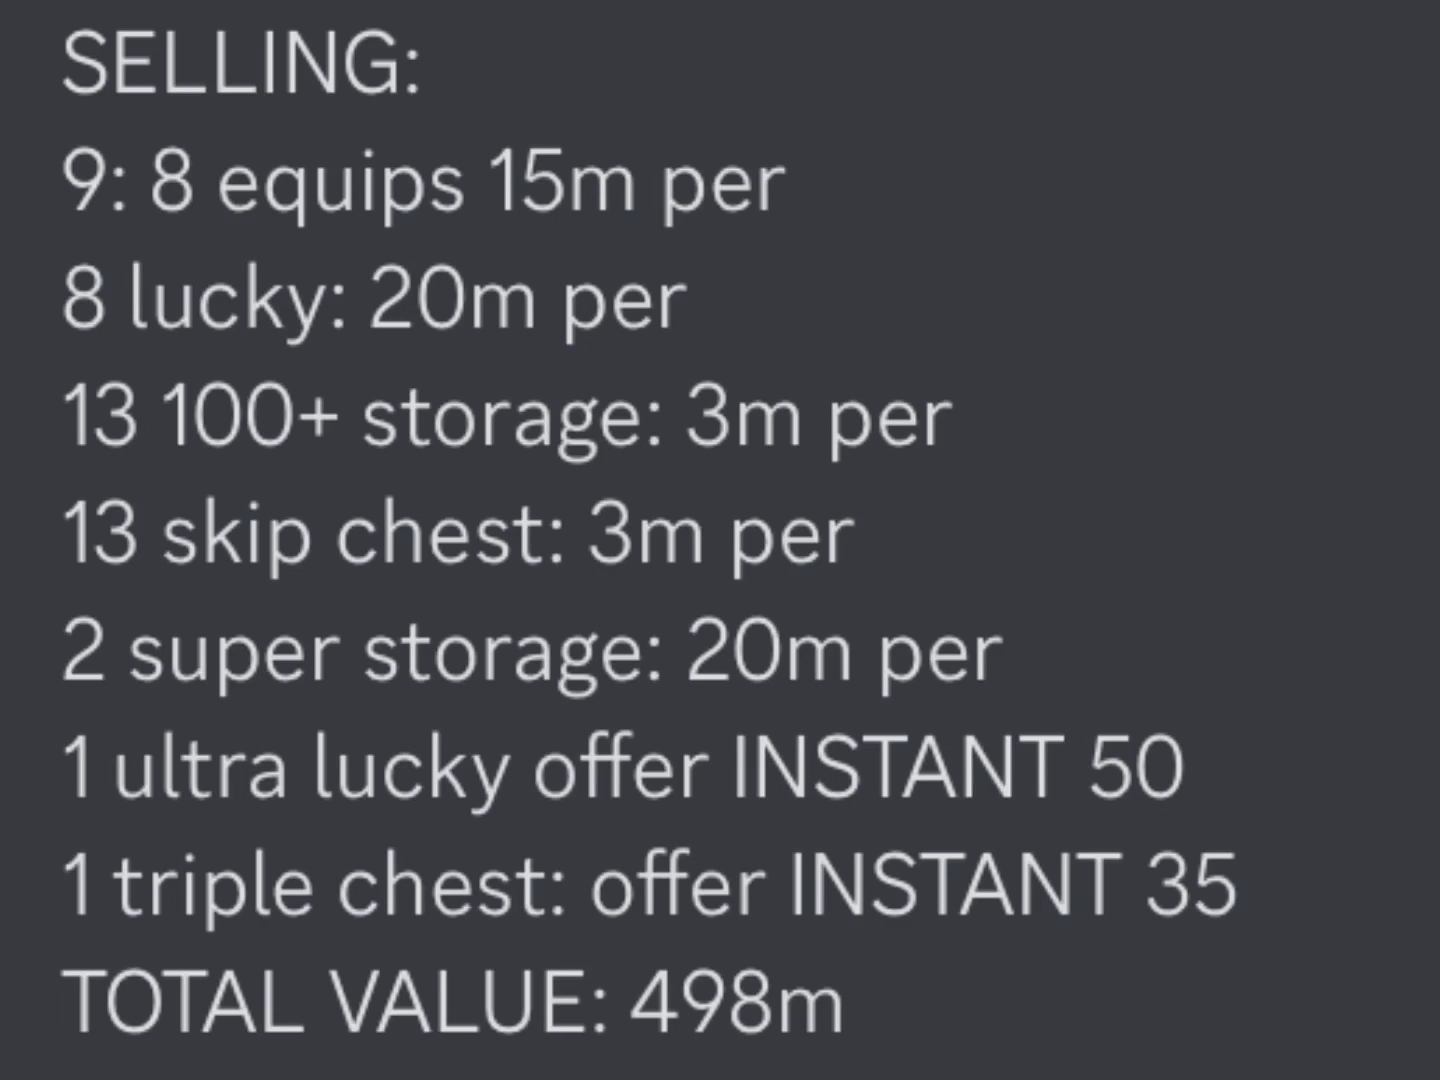 SELLING:
9: 8 equips 15m per
8 lucky: 20m per
13 100+ storage: 3m per
13 skip chest: 3m per
2 super storage: 20m per
1 ultra lucky offer INSTANT 50
1 triple chest: offer INSTANT 35
TOTAL VALUE: 498m